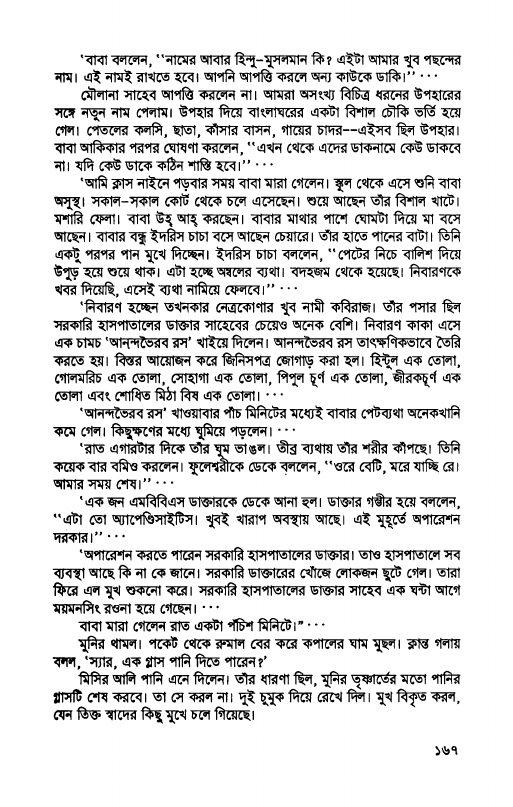 ‘বাবা বললেন, ‘‘নামের আবার হিন্দু-মুসলমান কি? এইটা আমার খুব পছন্দের
নাম। এই নামই রাখতে হবে। আপনি আপত্তি করলে অন্য কাউকে ডাকি।’’ ···
মৌলানা সাহেব আপত্তি করলেন না। আমরা অসংখ্য বিচিত্র ধরনের উপহারের
সঙ্গে নতুন নাম পেলাম। উপহার দিয়ে বাংলাঘরের একটা বিশাল চৌকি ভর্তি হয়ে
গেল। পেতলের কলসি, ছাতা, কাঁসার বাসন, গায়ের চাদর--এইসব ছিল উপহার।
বাবা আকিকার পরপর ঘোষণা করলেন, ‘‘এখন থেকে এদের ডাকনামে কেউ ডাকবে
না। যদি কেউ ডাকে কঠিন শাস্তি হবে।’’ ···
‘আমি ক্লাস নাইনে পড়বার সময় বাবা মারা গেলেন। স্কুল থেকে এসে শুনি বাবা
অসুস্থ। সকাল-সকাল কোর্ট থেকে চলে এসেছেন। শুয়ে আছেন তাঁর বিশাল খাটে।
মশারি ফেলা। বাবা উহ্ আহ্ করছেন। বাবার মাথার পাশে ঘোমটা দিয়ে মা বসে
আছেন। বাবার বন্ধু ইদরিস চাচা বসে আছেন চেয়ারে। তাঁর হাতে পানের বাটা। তিনি
একটু পরপর পান মুখে দিচ্ছেন। ইদরিস চাচা বললেন, ‘‘পেটের নিচে বালিশ দিয়ে
উপুড় হয়ে শুয়ে থাক। এটা হচ্ছে অম্বলের ব্যথা। বদহজম থেকে হয়েছে। নিবারণকে
খবর দিয়েছি, এসেই ব্যথা নামিয়ে ফেলবে।’’ ···
‘নিবারণ হচ্ছেন তখনকার নেত্রকোণার খুব নামী কবিরাজ। তাঁর পসার ছিল
সরকারি হাসপাতালের ডাক্তার সাহেবের চেয়েও অনেক বেশি। নিবারণ কাকা এসে
এক চামচ ‘আনন্দভৈরব রস’ খাইয়ে দিলেন। আনন্দভৈরব রস তাৎক্ষণিকভাবে তৈরি
করতে হয়। বিস্তর আয়োজন করে জিনিসপত্র জোগাড় করা হল। হিঙ্গুল এক তোলা,
গোলমরিচ এক তোলা, সোহাগা এক তোলা, পিপুল চূর্ণ এক তোলা, জীরকচূর্ণ এক
তোলা এবং শোধিত মিঠা বিষ এক তোলা। ···
‘আনন্দভৈরব রস’ খাওয়াবার পাঁচ মিনিটের মধ্যেই বাবার পেটব্যথা অনেকখানি
কমে গেল। কিছুক্ষণের মধ্যে ঘুমিয়ে পড়লেন। ···
‘রাত এগারটার দিকে তাঁর ঘুম ভাঙল। তীব্র ব্যথায় তাঁর শরীর কাঁপছে। তিনি
কয়েক বার বমিও করলেন। ফুলেশ্বরীকে ডেকে বললেন, ‘‘ওরে বেটি, মরে যাচ্ছি রে।
আমার সময় শেষ।’’ ···
‘এক জন এমবিবিএস ডাক্তারকে ডেকে আনা হল। ডাক্তার গম্ভীর হয়ে বললেন,
‘‘এটা তো অ্যাপেণ্ডিসাইটিস। খুবই খারাপ অবস্থায় আছে। এই মুহূর্তে অপারেশন
দরকার।’’ ···
‘অপারেশন করতে পারেন সরকারি হাসপাতালের ডাক্তার। তাও হাসপাতালে সব
ব্যবস্থা আছে কি না কে জানে। সরকারি ডাক্তারের খোঁজে লোকজন ছুটে গেল। তারা
ফিরে এল মুখ শুকনো করে। সরকারি হাসপাতালের ডাক্তার সাহেব এক ঘন্টা আগে
ময়মনসিং রওনা হয়ে গেছেন। ···
বাবা মারা গেলেন রাত একটা পঁচিশ মিনিটে।” ···
মুনির থামল। পকেট থেকে রুমাল বের করে কপালের ঘাম মুছল। ক্লান্ত গলায়
বলল, ‘স্যার, এক গ্লাস পানি দিতে পারেন?’
মিসির আলি পানি এনে দিলেন। তাঁর ধারণা ছিল, মুনির তৃষ্ণার্তের মতো পানির
গ্লাসটি শেষ করবে। তা সে করল না। দুই চুমুক দিয়ে রেখে দিল। মুখ বিকৃত করল,
যেন তিক্ত স্বাদের কিছু মুখে চলে গিয়েছে।
১৬৭